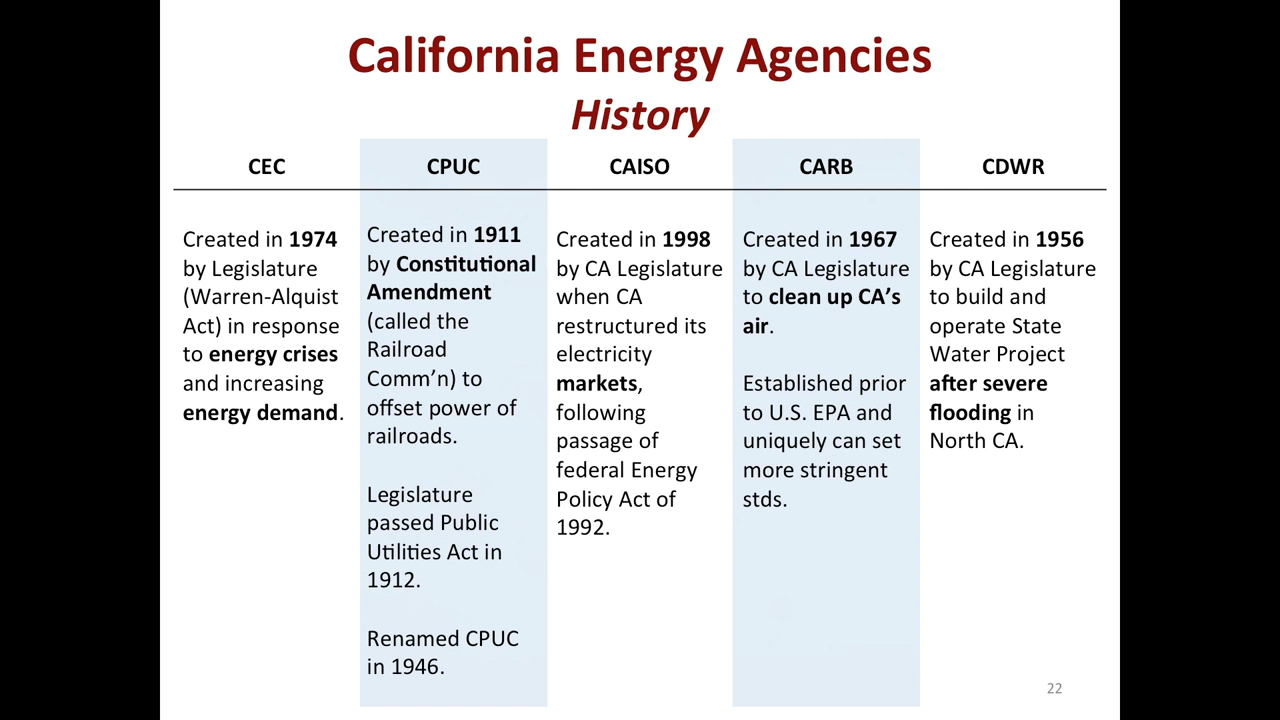 California Energy Agencies
History
CEC
CPUC
CAISO
CARB
CDWR
Created in 1974
by Legislature
(Warren-Alquist
Act) in response
to energy crises
and increasing
energy demand.
Created in 1911
by Constitutional
Amendment
(called the
Railroad
Comm’n) to
offset power of
railroads.
Legislature
passed Public
Utilities Act in
1912.
Renamed CPUC
in 1946.
Created in 1998
by CA Legislature
when CA
restructured its
electricity
markets,
following
passage of
federal Energy
Policy Act of
1992.
Created in 1967
by CA Legislature
to clean up CA’s
air.
Established prior
to U.S. EPA and
uniquely can set
more stringent
stds.
Created in 1956
by CA Legislature
to build and
operate State
Water Project
after severe
flooding in
North CA.
22